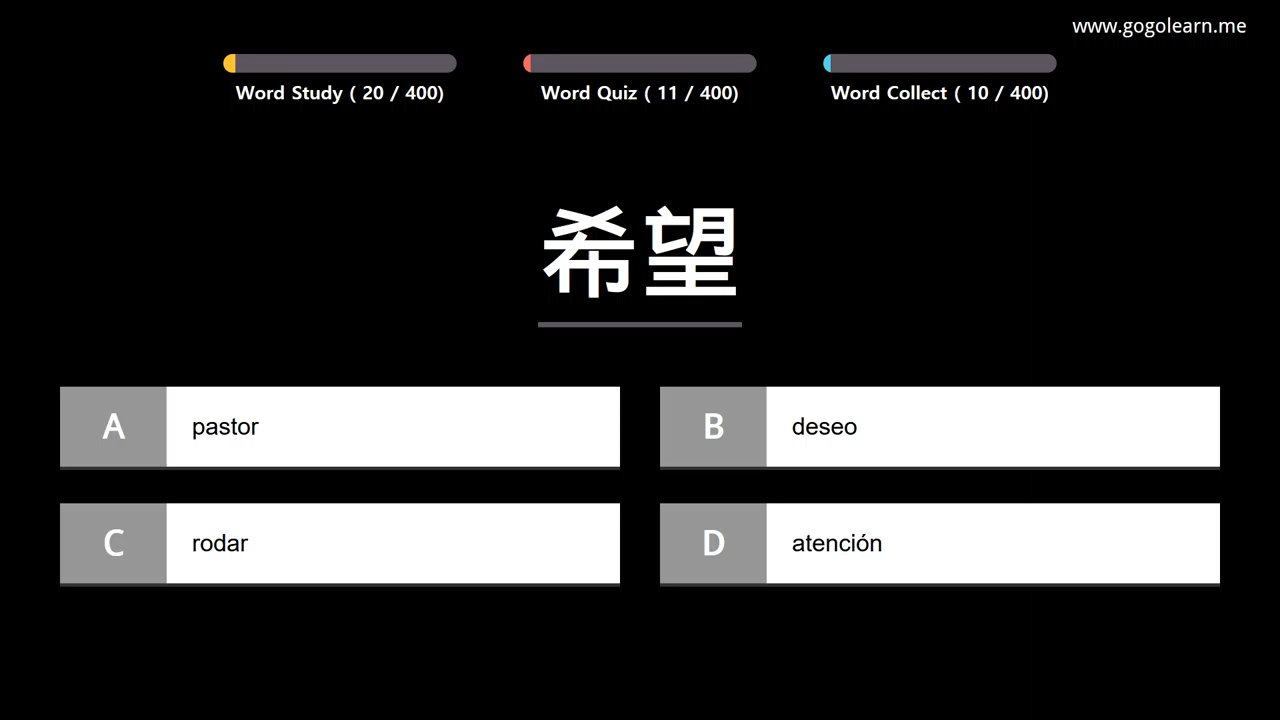 www.gogolearn.me
Word Study ( 20 / 400)
Word Quiz ( 11 / 400)
Word Collect ( 10 / 400)
希望
A pastor
B deseo
C rodar
D atención